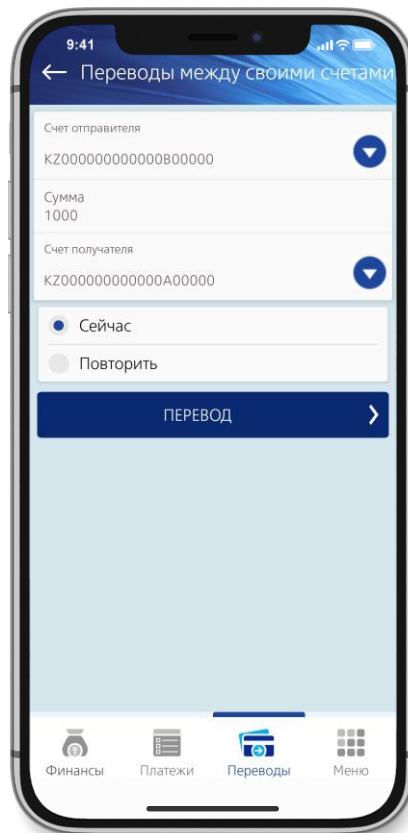 9:41
Переводы между своими счетами
Счет отправителя
KZ000000000000B00000
Сумма
1000
Счет получателя
KZ000000000000A00000
Сейчас
Повторить
ПЕРЕВОД
Финансы Платежи Переводы Меню